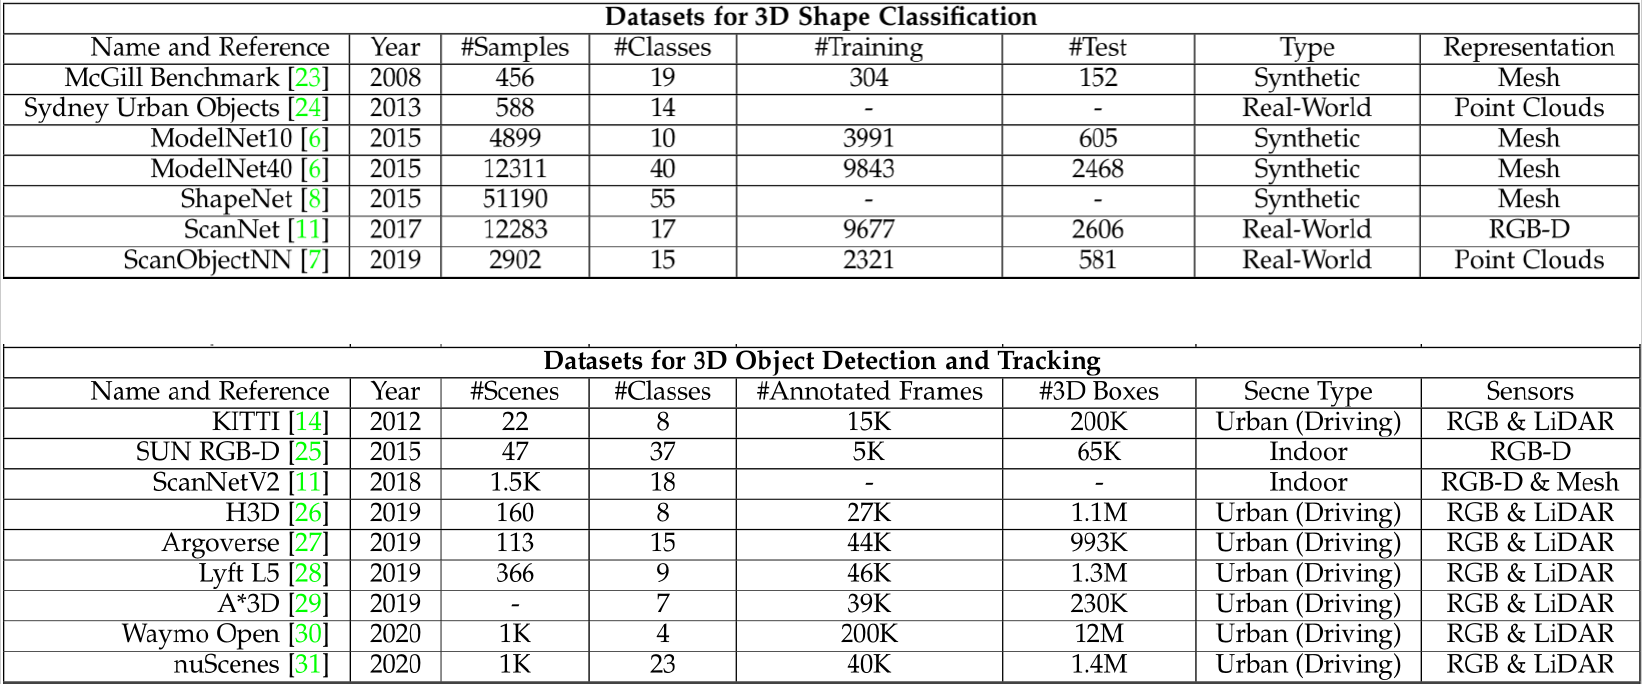 Datasets for 3D Shape Classification
Name and Reference Year #Samples #Classes #Training #Test Type Representation
McGill Benchmark [23] 2008 456 19 304 152 Synthetic Mesh
Sydney Urban Objects [24] 2013 588 14 - - Real-World Point Clouds
ModelNet10 [6] 2015 4899 10 3991 605 Synthetic Mesh
ModelNet40 [6] 2015 12311 40 9843 2468 Synthetic Mesh
ShapeNet [8] 2015 51190 55 - - Synthetic Mesh
ScanNet [11] 2017 12283 17 9677 2606 Real-World RGB-D
ScanObjectNN [7] 2019 2902 15 2321 581 Real-World Point Clouds
Datasets for 3D Object Detection and Tracking
Name and Reference Year #Scenes #Classes #Annotated Frames #3D Boxes Secne Type Sensors
KITTI [14] 2012 22 8 15K 200K Urban (Driving) RGB & LiDAR
SUN RGB-D [25] 2015 47 37 5K 65K Indoor RGB-D
ScanNetV2 [11] 2018 1.5K 18 - - Indoor RGB-D & Mesh
H3D [26] 2019 160 8 27K 1.1M Urban (Driving) RGB & LiDAR
Argoverse [27] 2019 113 15 44K 993K Urban (Driving) RGB & LiDAR
Lyft L5 [28] 2019 366 9 46K 1.3M Urban (Driving) RGB & LiDAR
A*3D [29] 2019 - 7 39K 230K Urban (Driving) RGB & LiDAR
Waymo Open [30] 2020 1K 4 200K 12M Urban (Driving) RGB & LiDAR
nuScenes [31] 2020 1K 23 40K 1.4M Urban (Driving) RGB & LiDAR